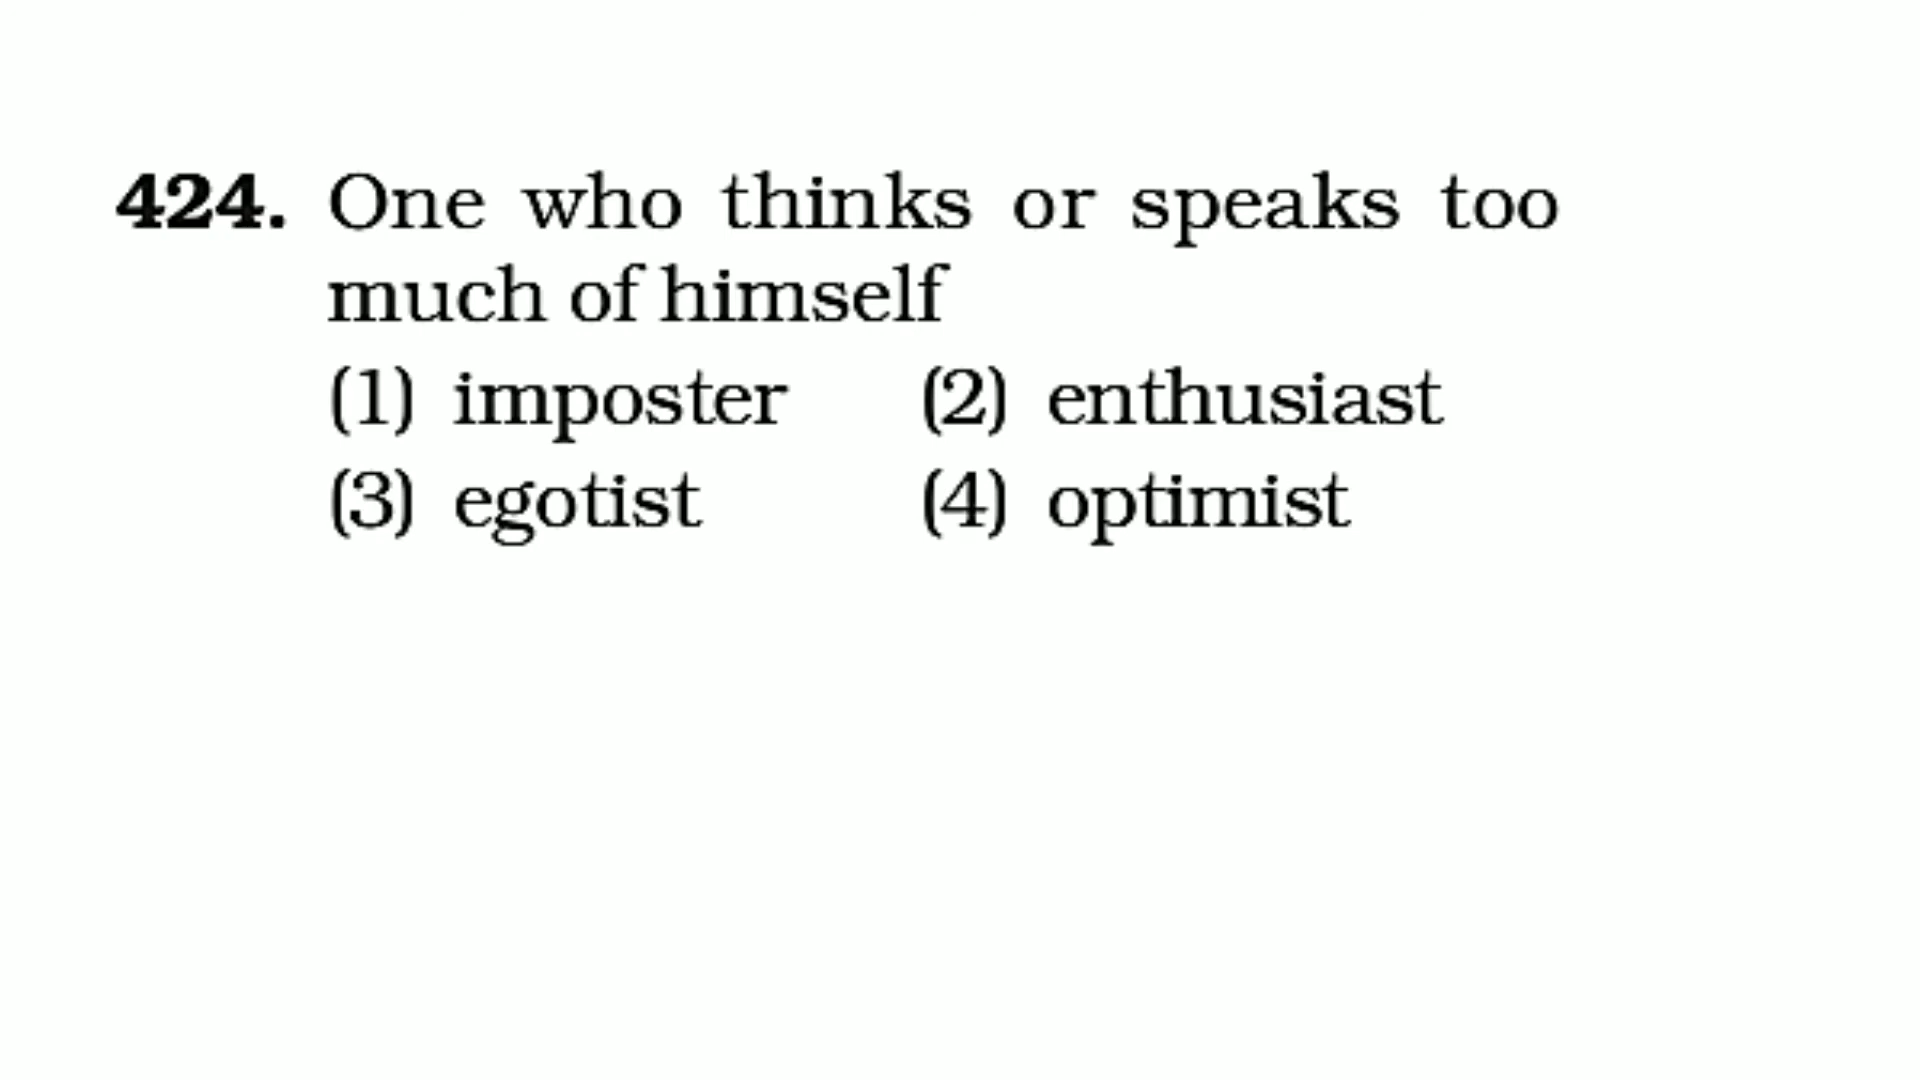 424. One who thinks or speaks too
much of himself
(1) imposter (2) enthusiast
(3) egotist (4) optimist